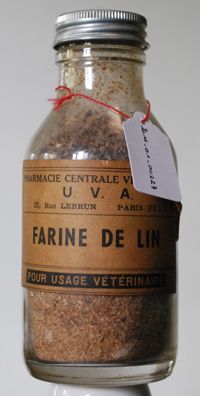 PHARMACIE CENTRALE
U. V. A.
20, Rue LEBRUN PARIS
FARINE DE LIN
POUR USAGE VÉTÉRINAIRE